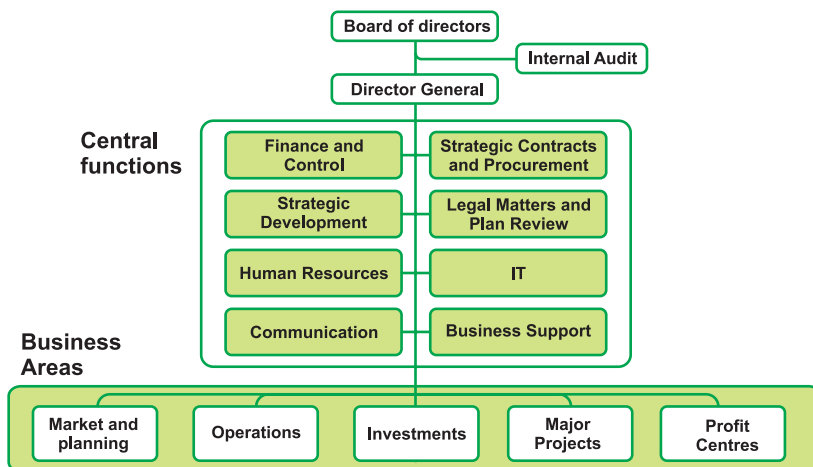 Board of directors
Internal Audit
Director General
Central
functions
Finance and
Control
Strategic Contracts
and Procurement
Strategic
Development
Legal Matters and
Plan Review
Human Resources
IT
Communication
Business Support
Business
Areas
Market and
planning
Operations
Investments
Major
Projects
Profit
Centres